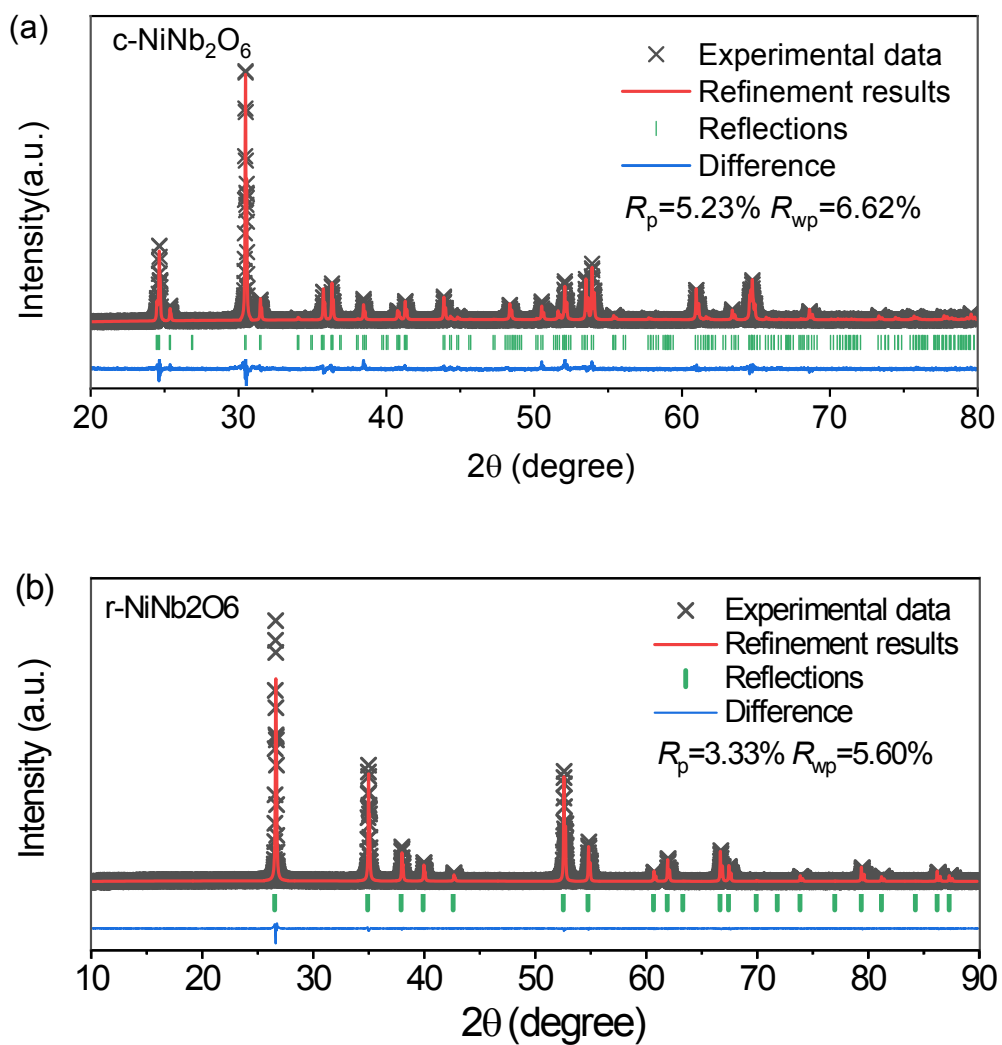 (a)
c-NiNb₂O₆
Experimental data
Refinement results
Reflections
Difference
Rp=5.23% Rwp=6.62%
Intensity(a.u.)
20 30 40 50 60 70 80
2θ (degree)
(b)
r-NiNb2O6
Experimental data
Refinement results
Reflections
Difference
Rp=3.33% Rwp=5.60%
Intensity (a.u.)
10 20 30 40 50 60 70 80 90
2θ (degree)